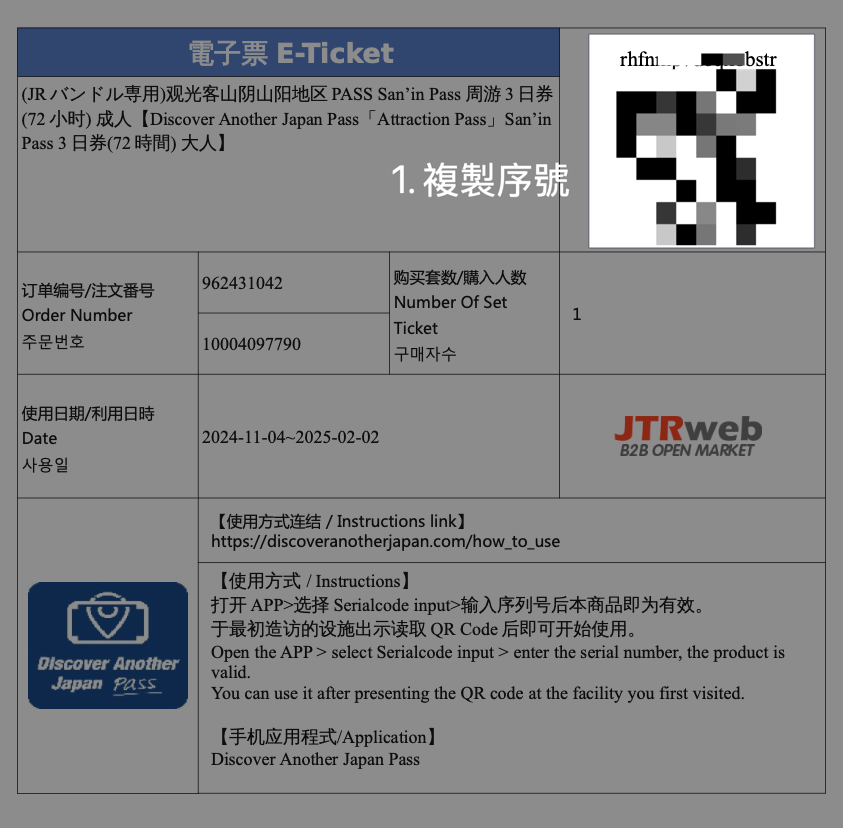 電子票 E-Ticket
(JR バンドル専用)观光客山阴山阳地区 PASS San’in Pass 周游 3 日券
(72 小时) 成人【Discover Another Japan Pass「Attraction Pass」San’in
Pass 3 日券(72 時間) 大人】
1. 複製序號
订单编号/注文番号
Order Number
주문번호
962431042
10004097790
购买套数/購入人数
Number Of Set
Ticket
구매자수
1
使用日期/利用日時
Date
사용일
2024-11-04~2025-02-02
JTRweb
B2B OPEN MARKET
Discover Another
Japan PASS
【使用方式连结 / Instructions link】
https://discoveranotherjapan.com/how_to_use
【使用方式 / Instructions】
打开 APP>选择 Serialcode input>输入序列号后本商品即为有效。
于最初造访的设施出示读取 QR Code 后即可开始使用。
Open the APP > select Serialcode input > enter the serial number, the product is
valid.
You can use it after presenting the QR code at the facility you first visited.
【手机应用程式/Application】
Discover Another Japan Pass